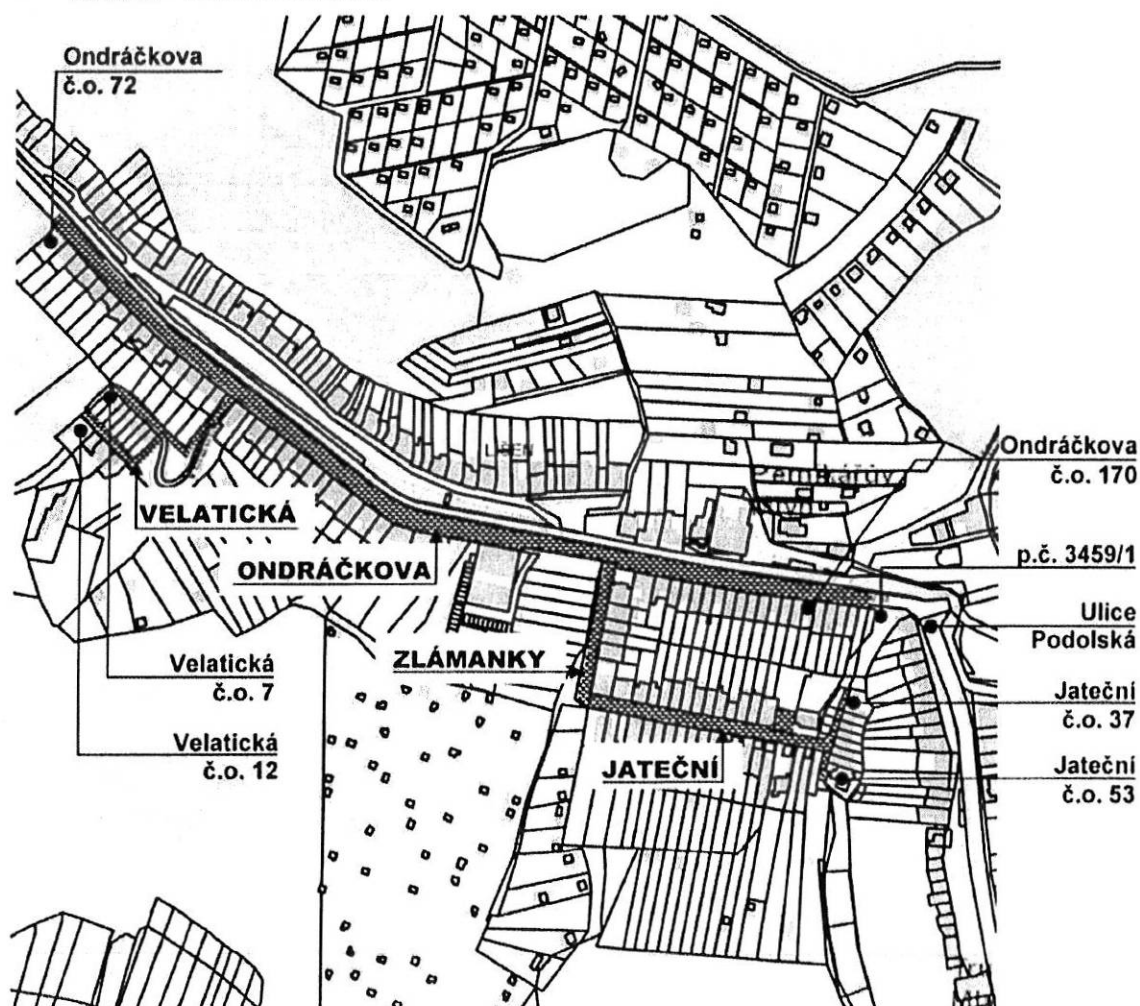 Ondráčkova
č.o. 72
LÍŠEŇ
Ondráčkova
č.o. 170
VELATICKÁ
p.č. 3459/1
ONDRÁČKOVA
Ulice
Podolská
ZLÁMANKY
Velatická
č.o. 7
Jateční
č.o. 37
Velatická
č.o. 12
JATEČNÍ
Jateční
č.o. 53